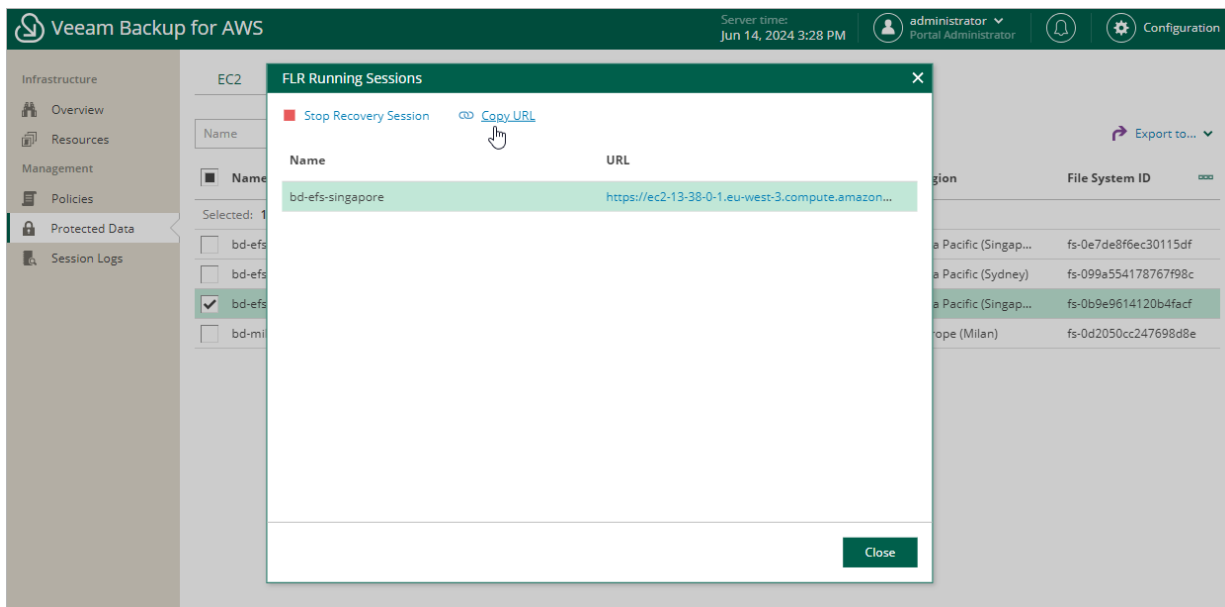 Veeam Backup for AWS
Server time:
Jun 14, 2024 3:28 PM
administrator
Portal Administrator
Configuration
Infrastructure
Overview
Resources
Management
Policies
Protected Data
Session Logs
EC2
Name
Export to...
Name
gion
File System ID
Selected: 1
bd-efs
a Pacific (Singap...
fs-0e7de8f6ec30115df
bd-efs
a Pacific (Sydney)
fs-099a554178767f98c
bd-efs
a Pacific (Singap...
fs-0b9e9614120b4facf
bd-mil
rope (Milan)
fs-0d2050cc247698d8e
FLR Running Sessions
Stop Recovery Session
Copy URL
Name
URL
bd-efs-singapore
https://ec2-13-38-0-1.eu-west-3.compute.amazon...
Close